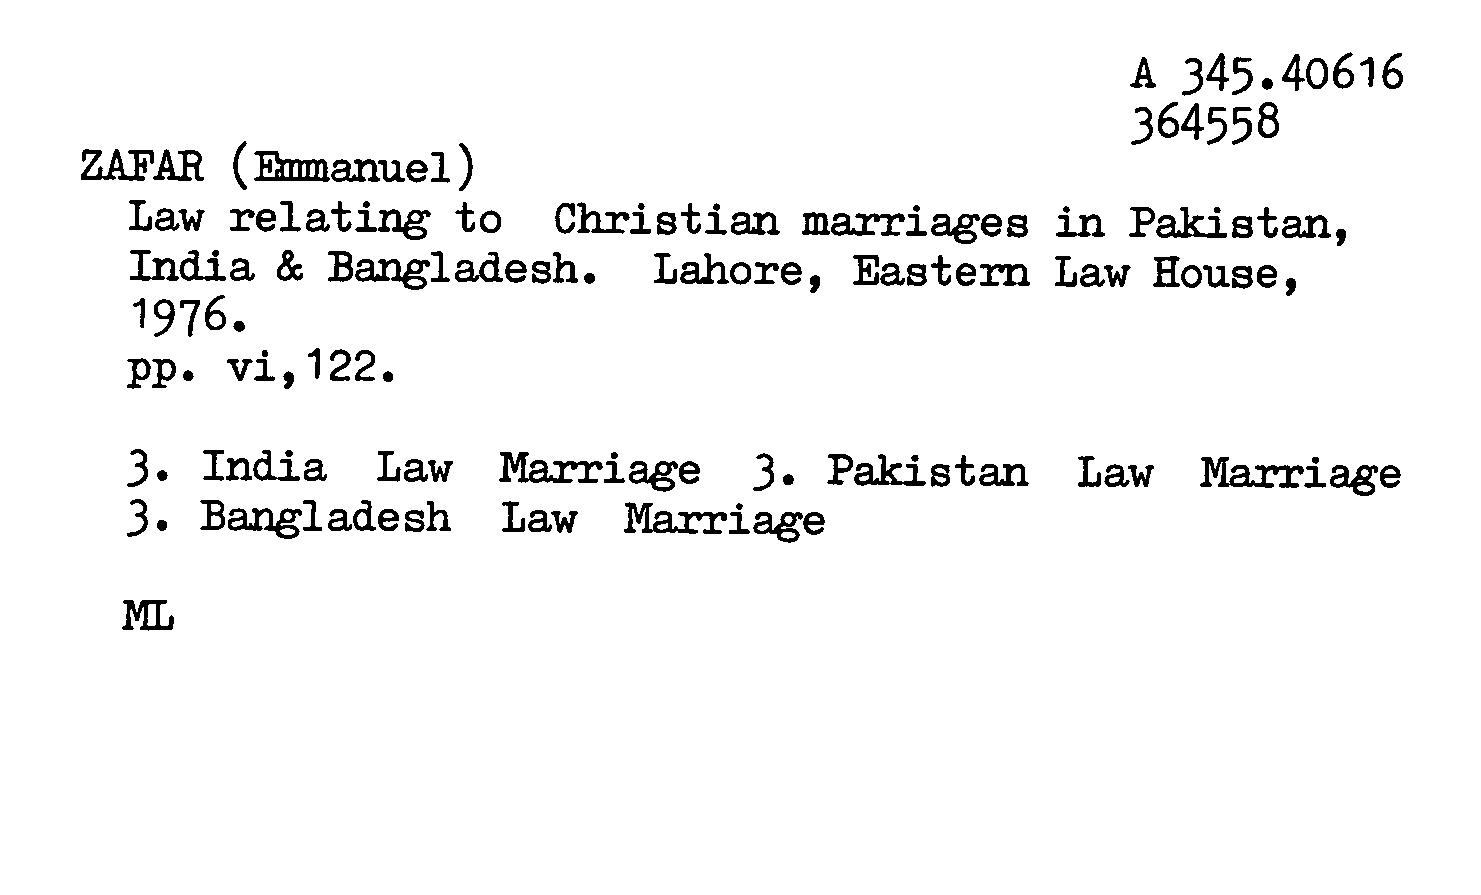 A 345.40616
364558
ZAFAR (Emmanuel)
Law relating to Christian marriages in Pakistan,
India & Bangladesh. Lahore, Eastern Law House,
1976.
pp. vi,122.
3. India Law Marriage 3. Pakistan Law Marriage
3. Bangladesh Law Marriage
ML